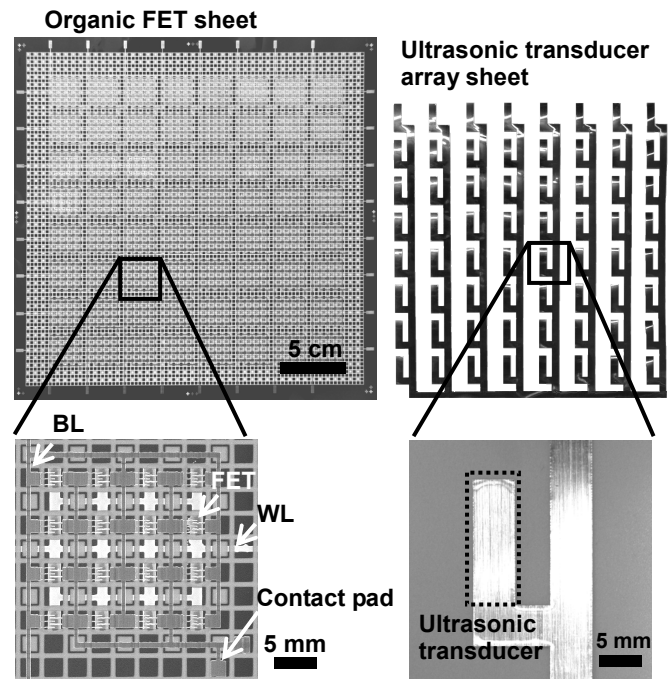 Organic FET sheet
Ultrasonic transducer
array sheet
5 cm
BL
FET
WL
Contact pad
5 mm
Ultrasonic
transducer
5 mm